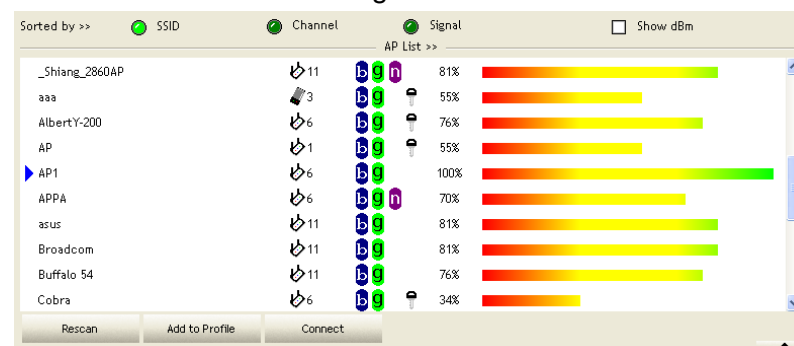 Sorted by >> SSID Channel Signal Show dBm
AP List >>
_Shiang_2860AP 11 b g n 81%
aaa 3 b g 55%
AlbertY-200 6 b g 76%
AP 1 b g 55%
AP1 6 b g 100%
APPA 6 b g n 70%
asus 11 b g 81%
Broadcom 11 b g 81%
Buffalo 54 11 b g 76%
Cobra 6 b g 34%
Rescan Add to Profile Connect